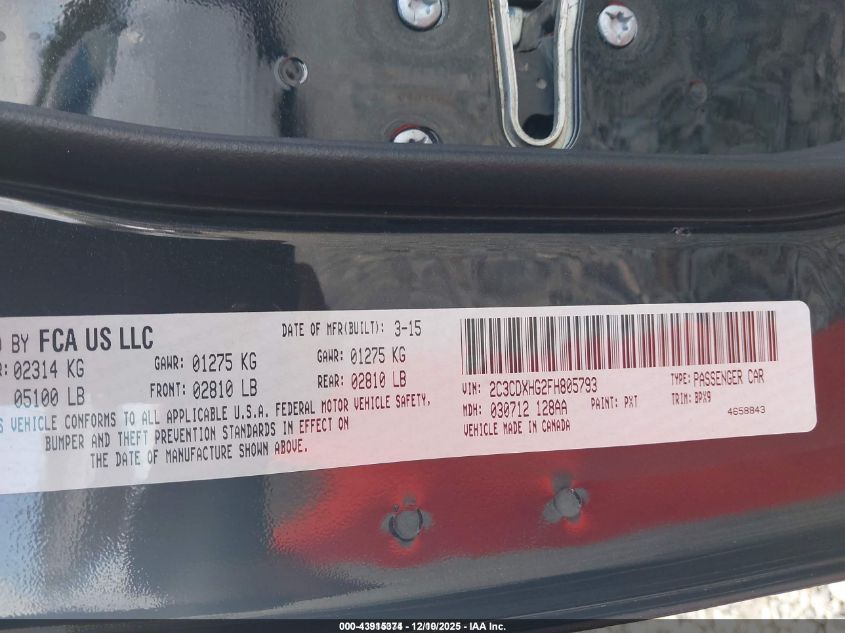 D BY FCA US LLC
DATE OF MFR(BUILT): 3-15
R: 02314 KG GAWR: 01275 KG GAWR: 01275 KG
05100 LB FRONT: 02810 LB REAR: 02810 LB
S VEHICLE CONFORMS TO ALL APPLICABLE U.S.A. FEDERAL MOTOR VEHICLE SAFETY,
BUMPER AND THEFT PREVENTION STANDARDS IN EFFECT ON
THE DATE OF MANUFACTURE SHOWN ABOVE.
VIN: 2C3CDXHG2FH805793 TYPE: PASSENGER CAR
MDH: 030712 128AA PAINT: PXT TRIM: BPX9
VEHICLE MADE IN CANADA 4658843
12/19/2025 - IAA Inc.